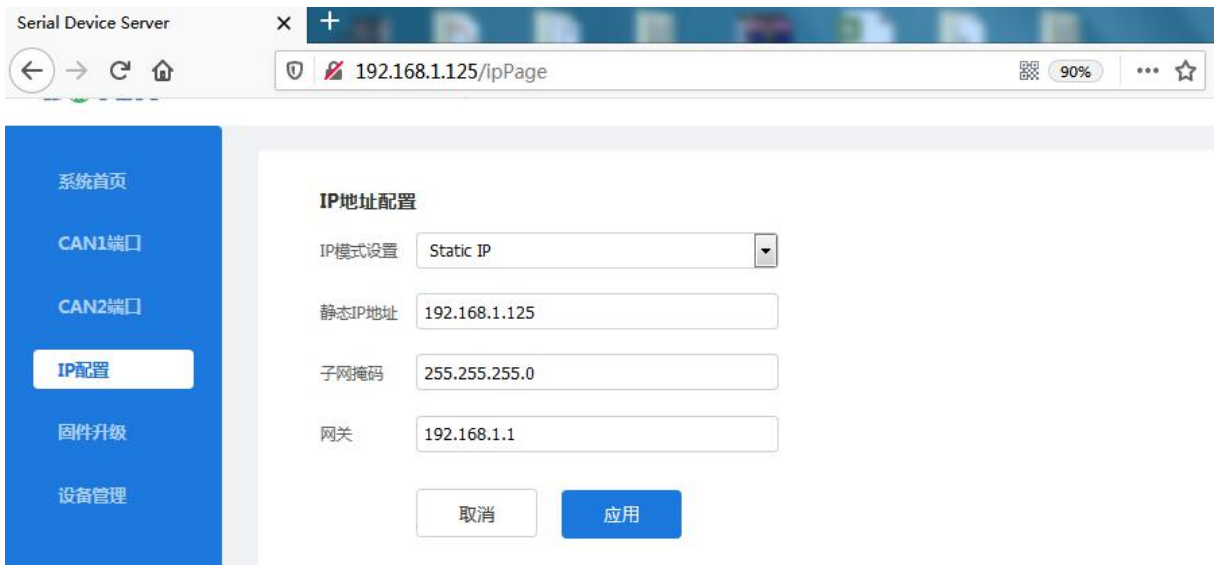 Serial Device Server
192.168.1.125/ipPage
90%
系统首页
CAN1端口
CAN2端口
IP配置
固件升级
设备管理
IP地址配置
IP模式设置 Static IP
静态IP地址 192.168.1.125
子网掩码 255.255.255.0
网关 192.168.1.1
取消 应用